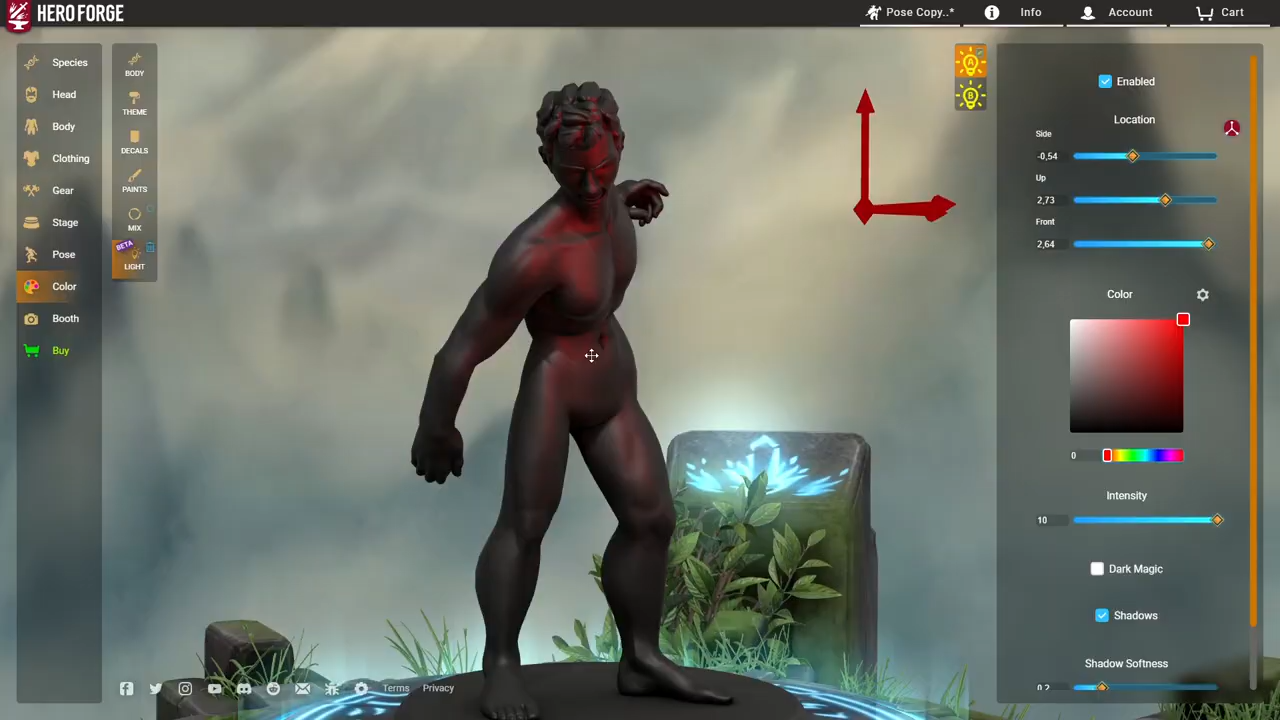 HERO FORGE
Pose Copy..*
Info
Account
Cart
Species
Head
Body
Clothing
Gear
Stage
Pose
Color
Booth
Buy
BODY
THEME
DECALS
PAINTS
MIX
BETA
LIGHT
A
B
Enabled
Location
Side
-0,54
Up
2,73
Front
2,64
Color
0
Intensity
10
Dark Magic
Shadows
Shadow Softness
0.2
Terms
Privacy